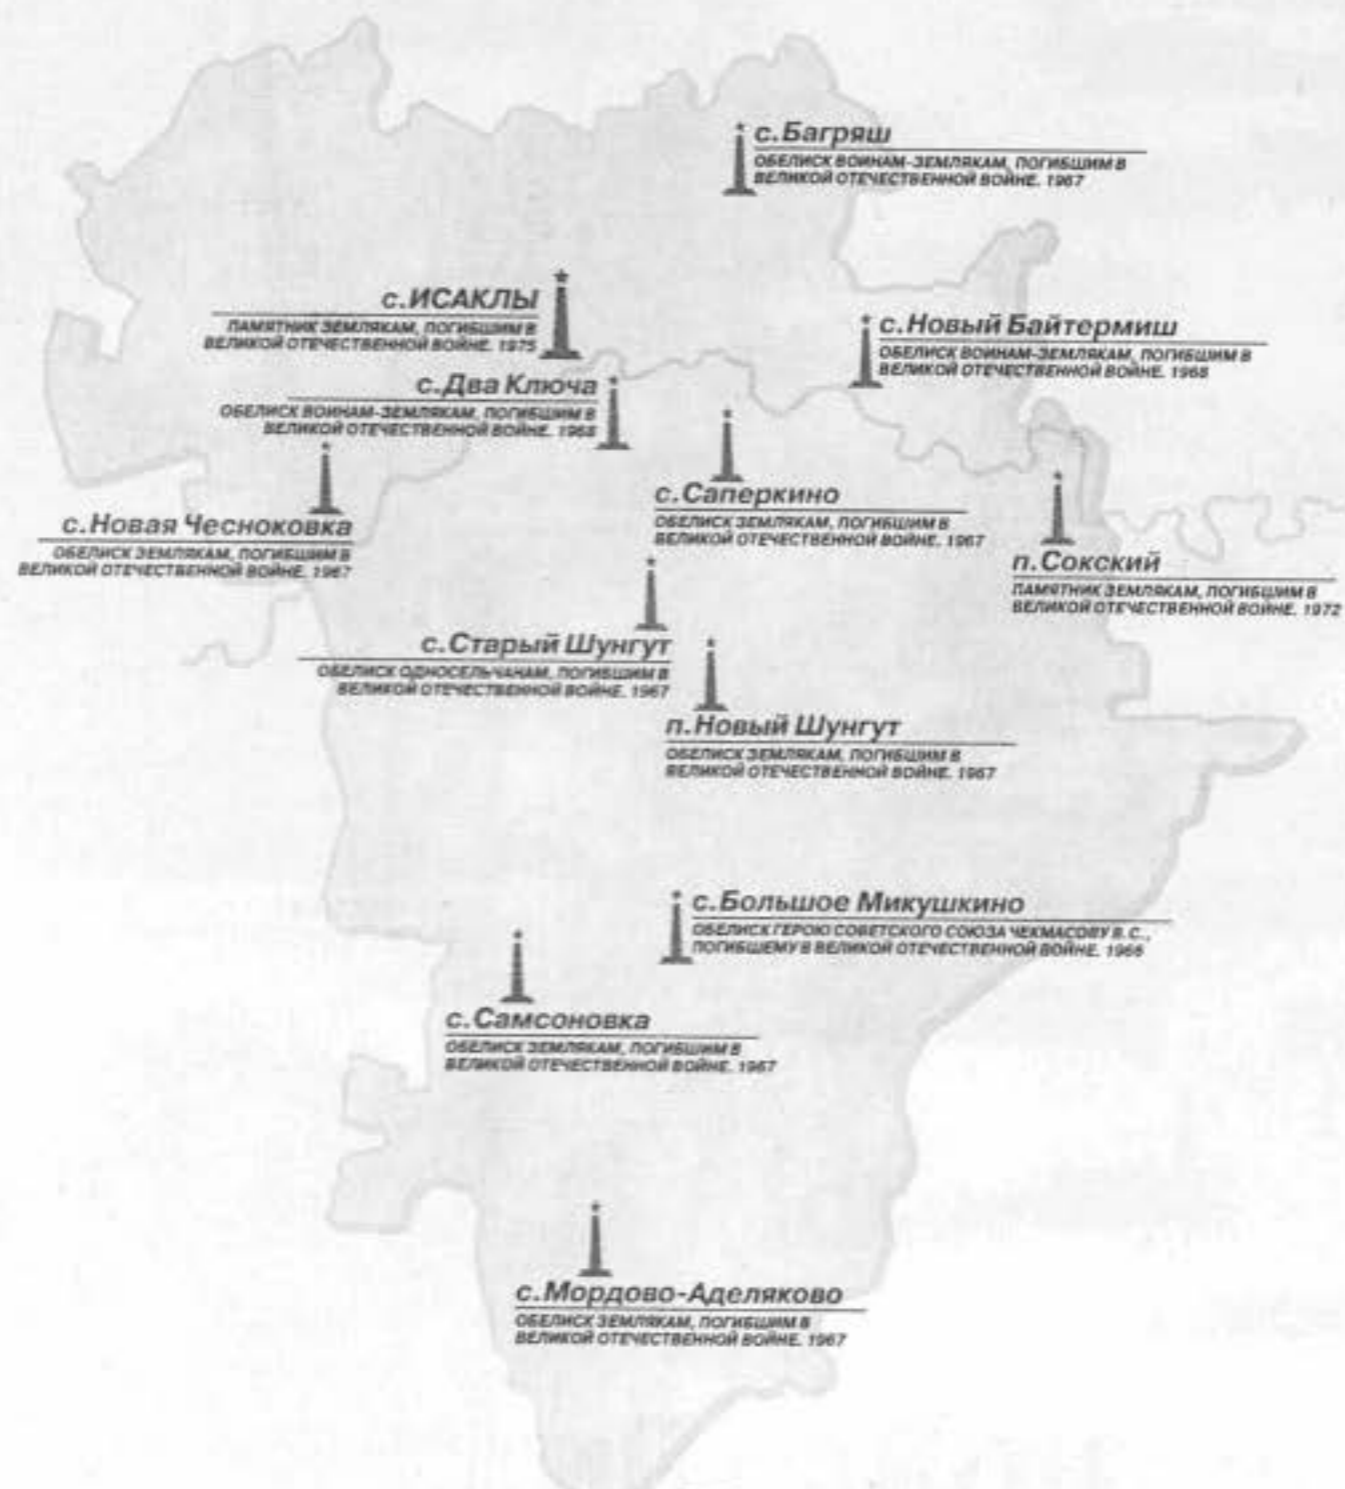 с.Багряш
ОБЕЛИСК ВОИНАМ-ЗЕМЛЯКАМ, ПОГИБШИМ В
ВЕЛИКОЙ ОТЕЧЕСТВЕННОЙ ВОЙНЕ. 1967
с.ИСАКЛЫ
ПАМЯТНИК ЗЕМЛЯКАМ, ПОГИБШИМ В
ВЕЛИКОЙ ОТЕЧЕСТВЕННОЙ ВОЙНЕ. 1975
с.Новый Байтермиш
ОБЕЛИСК ВОИНАМ-ЗЕМЛЯКАМ, ПОГИБШИМ В
ВЕЛИКОЙ ОТЕЧЕСТВЕННОЙ ВОЙНЕ. 1968
с.Два Ключа
ОБЕЛИСК ВОИНАМ-ЗЕМЛЯКАМ, ПОГИБШИМ В
ВЕЛИКОЙ ОТЕЧЕСТВЕННОЙ ВОЙНЕ. 1968
с.Саперкино
ОБЕЛИСК ЗЕМЛЯКАМ, ПОГИБШИМ В
ВЕЛИКОЙ ОТЕЧЕСТВЕННОЙ ВОЙНЕ. 1967
с.Новая Чесноковка
ОБЕЛИСК ЗЕМЛЯКАМ, ПОГИБШИМ В
ВЕЛИКОЙ ОТЕЧЕСТВЕННОЙ ВОЙНЕ. 1967
п.Сокский
ПАМЯТНИК ЗЕМЛЯКАМ, ПОГИБШИМ В
ВЕЛИКОЙ ОТЕЧЕСТВЕННОЙ ВОЙНЕ. 1972
с.Старый Шунгут
ОБЕЛИСК ОДНОСЕЛЬЧАНАМ, ПОГИБШИМ В
ВЕЛИКОЙ ОТЕЧЕСТВЕННОЙ ВОЙНЕ. 1967
п.Новый Шунгут
ОБЕЛИСК ЗЕМЛЯКАМ, ПОГИБШИМ В
ВЕЛИКОЙ ОТЕЧЕСТВЕННОЙ ВОЙНЕ. 1967
с.Большое Микушкино
ОБЕЛИСК ГЕРОЮ СОВЕТСКОГО СОЮЗА ЧЕКМАСОВУ В.С.,
ПОГИБШЕМУ В ВЕЛИКОЙ ОТЕЧЕСТВЕННОЙ ВОЙНЕ. 1966
с.Самсоновка
ОБЕЛИСК ЗЕМЛЯКАМ, ПОГИБШИМ В
ВЕЛИКОЙ ОТЕЧЕСТВЕННОЙ ВОЙНЕ. 1967
с.Мордово-Аделяково
ОБЕЛИСК ЗЕМЛЯКАМ, ПОГИБШИМ В
ВЕЛИКОЙ ОТЕЧЕСТВЕННОЙ ВОЙНЕ. 1967